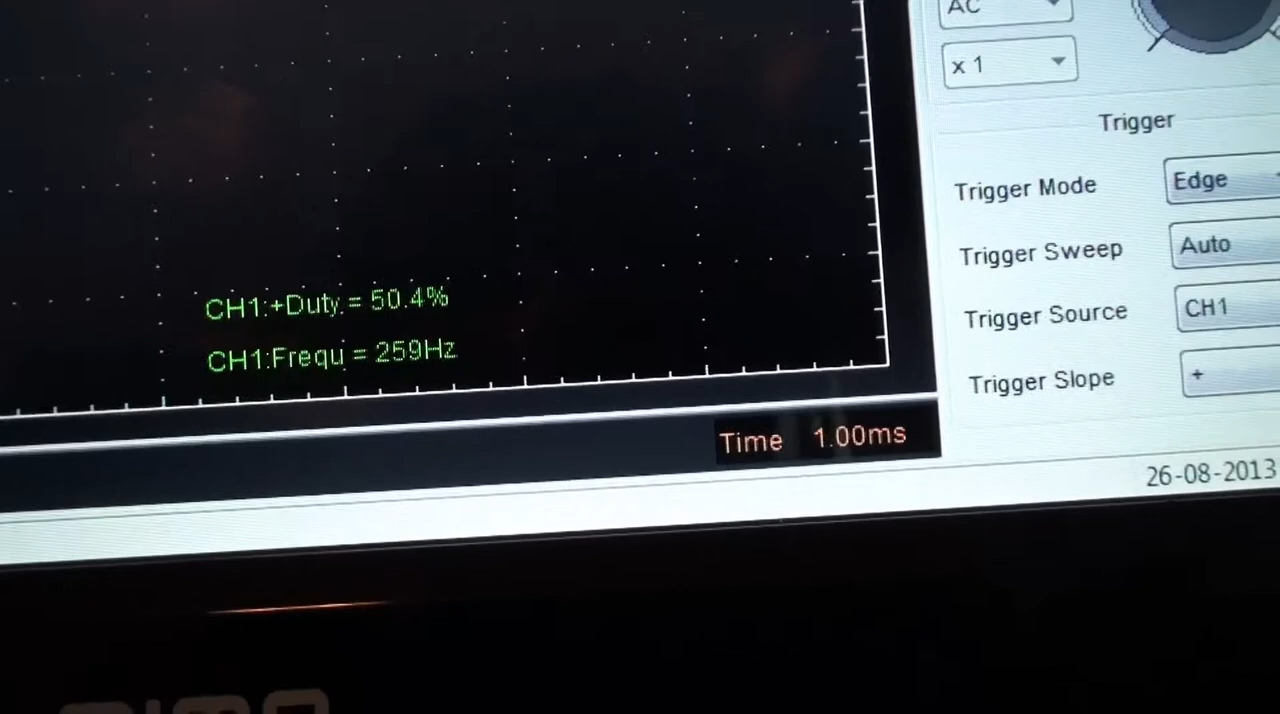 AC
x 1
Trigger
Trigger Mode Edge
Trigger Sweep Auto
Trigger Source CH1
Trigger Slope +
CH1:+Duty = 50.4%
CH1:Frequ = 259Hz
Time 1.00ms
26-08-2013